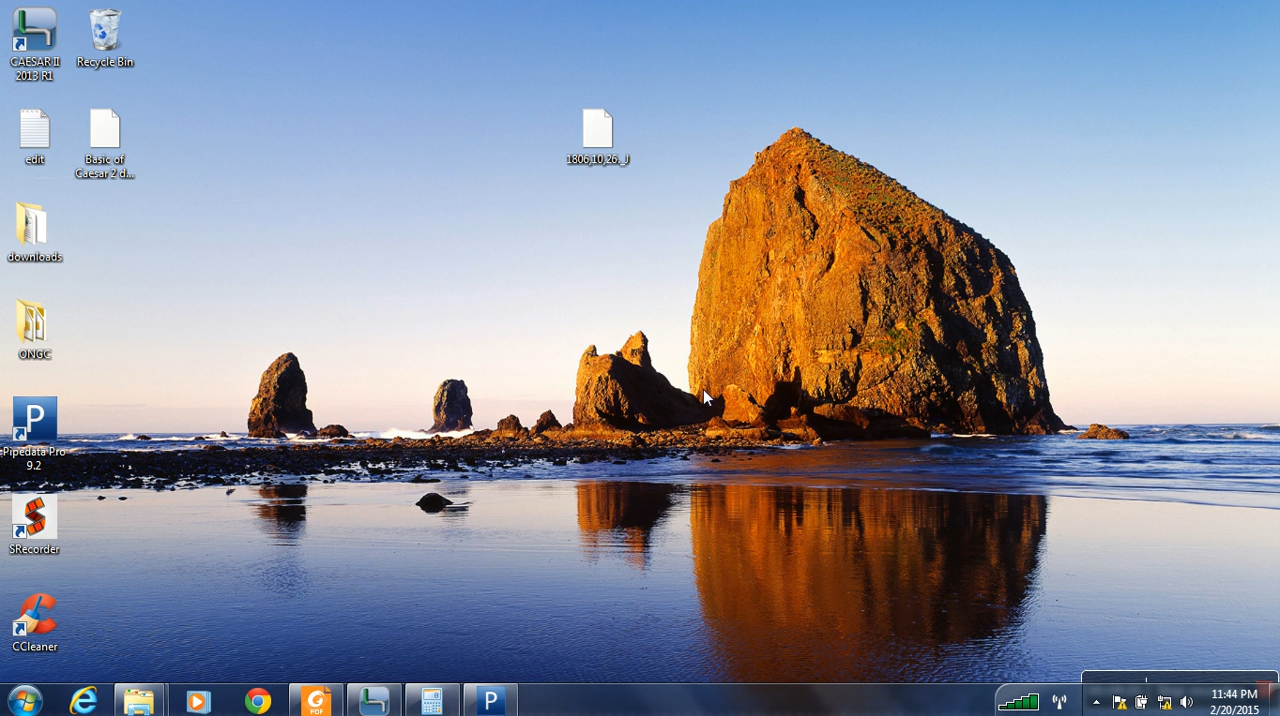 CAESAR II
2013 R1
Recycle Bin
edit
Basic of
Caesar 2 d...
1806,10,26,_J
downloads
ONGC
P
Pipedata Pro
9.2
SRecorder
CCleaner
PDF
P
11:44 PM
2/20/2015